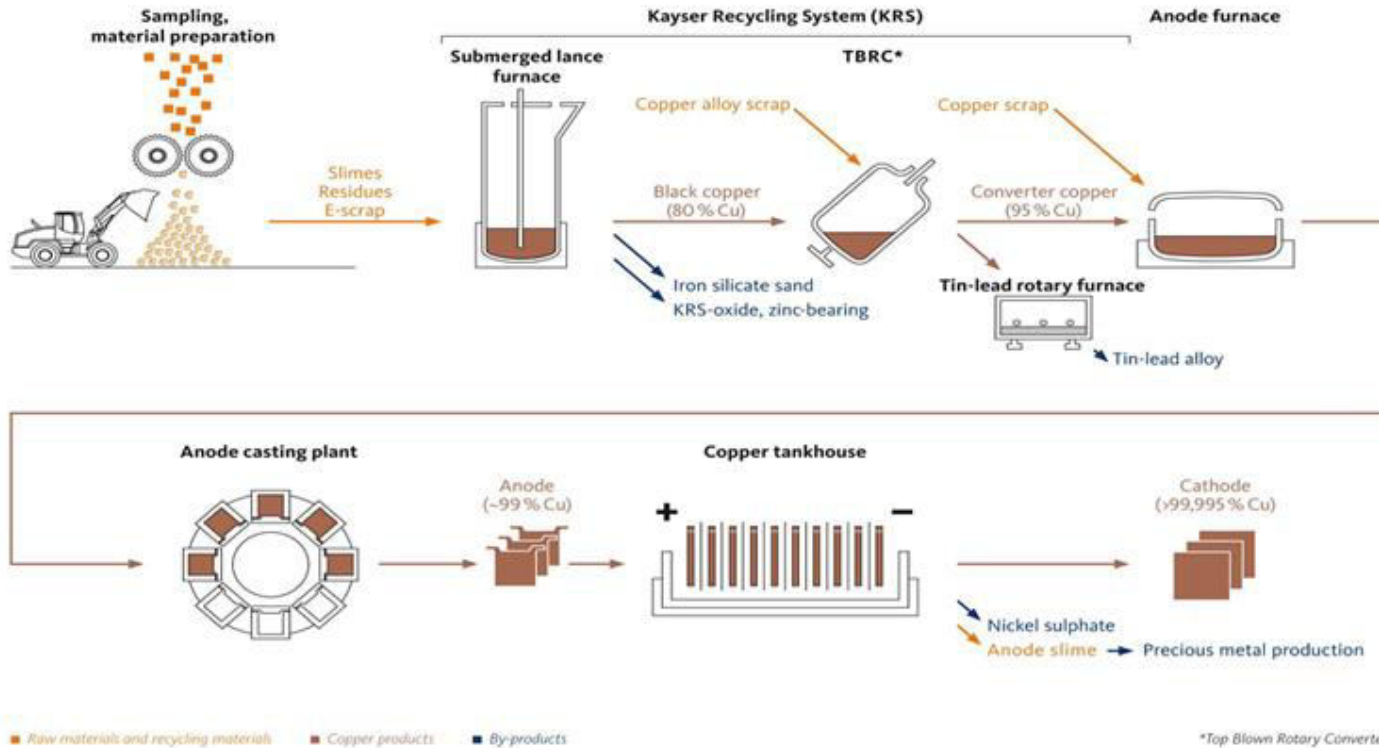 Sampling,
material preparation
Kayser Recycling System (KRS)
Anode furnace
Submerged lance
furnace
TBRC*
Copper alloy scrap
Copper scrap
Slimes
Residues
E-scrap
Black copper
(80 % Cu)
Converter copper
(95 % Cu)
Iron silicate sand
KRS-oxide, zinc-bearing
Tin-lead rotary furnace
Tin-lead alloy
Anode casting plant
Copper tankhouse
Anode
(~99 % Cu)
+
−
Cathode
(>99,995 % Cu)
Nickel sulphate
Anode slime
Precious metal production
Raw materials and recycling materials
Copper products
By-products
*Top Blown Rotary Converte